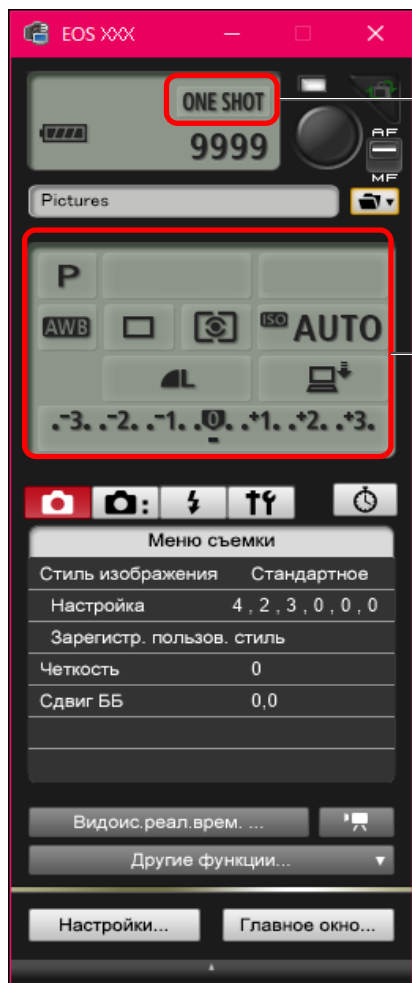 EOS XXX
ONE SHOT
9999
AF
MF
Pictures
P
AWB ISO AUTO
L
.-3. .-2. .-1. .0. .+1. .+2. .+3.
Меню съемки
Стиль изображения Стандартное
Настройка 4 , 2 , 3 , 0 , 0 , 0
Зарегистр. пользов. стиль
Четкость 0
Сдвиг ББ 0,0
Видоис.реал.врем. ...
Другие функции...
Настройки... Главное окно...